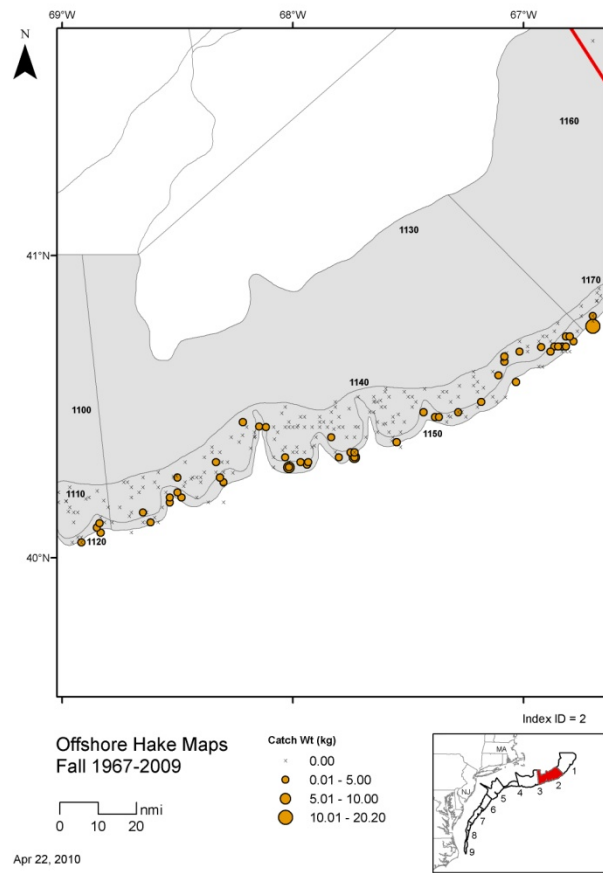 69°W 68°W 67°W
N
1160
1130
41°N
1170
1140
1100
1150
1110
1120
40°N
Index ID = 2
Offshore Hake Maps
Fall 1967-2009
nmi
0 10 20
Apr 22, 2010
Catch Wt (kg)
0.00
0.01 - 5.00
5.01 - 10.00
10.01 - 20.20
MA
NJ
1
2
3
4
5
6
7
8
9